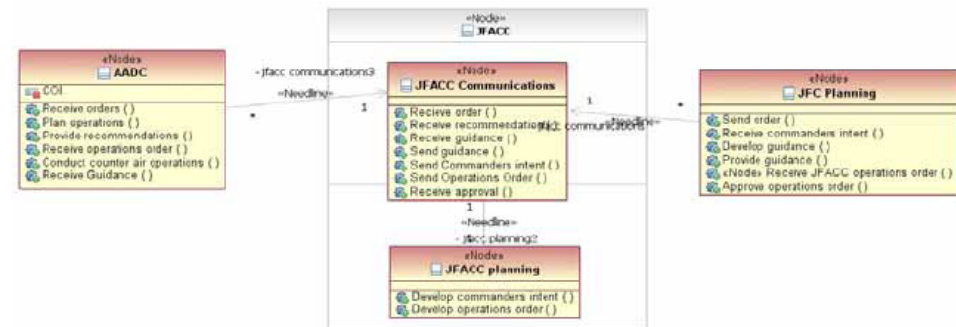 «Node»
JFACC
«Node»
AADC
COI
Receive orders ()
Plan operations ()
Provide recommendations ()
Receive operations order ()
Conduct counter air operations ()
Receive Guidance ()
- jfacc communications3
«Needline»
1
*
«Node»
JFACC Communications
Recieve order ()
Receive recommendation
Receive guidance ()
Send guidance ()
Send Commanders intent ()
Send Operations Order ()
Receive approval ()
1
*
jfacc communications
«Needline»
«Node»
JFC Planning
Send order ()
Receive commanders intent ()
Develop guidance ()
Provide guidance ()
«Node» Receive JFACC operations order ()
Approve operations order ()
1
«Needline»
- jfacc planning2
«Node»
JFACC planning
Develop commanders intent ()
Develop operations order ()